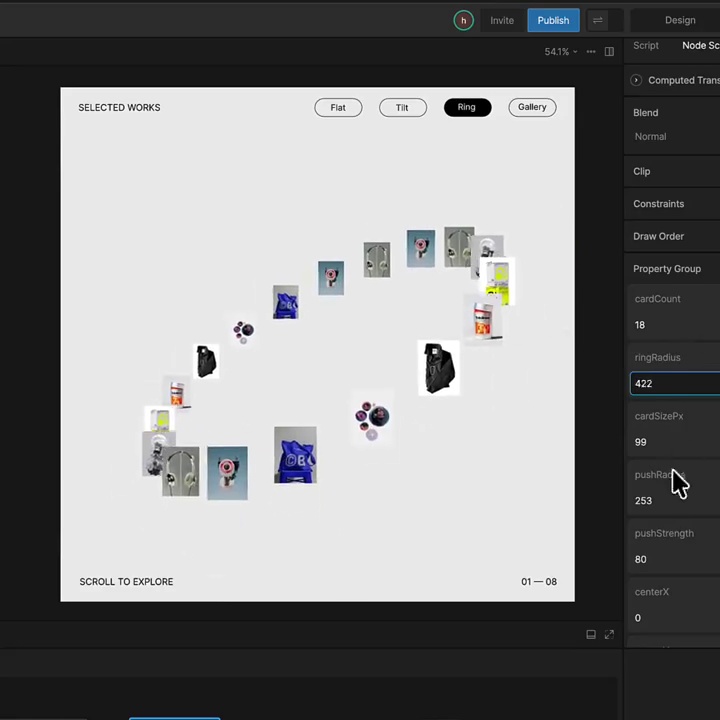 h
Invite
Publish
Design
54.1%
Script
Node Sc
Computed Trans
Blend
Normal
Clip
Constraints
Draw Order
Property Group
cardCount
18
ringRadius
422
cardSizePx
99
253
pushStrength
80
centerX
0
SELECTED WORKS
Flat
Tilt
Ring
Gallery
SCROLL TO EXPLORE
01 — 08